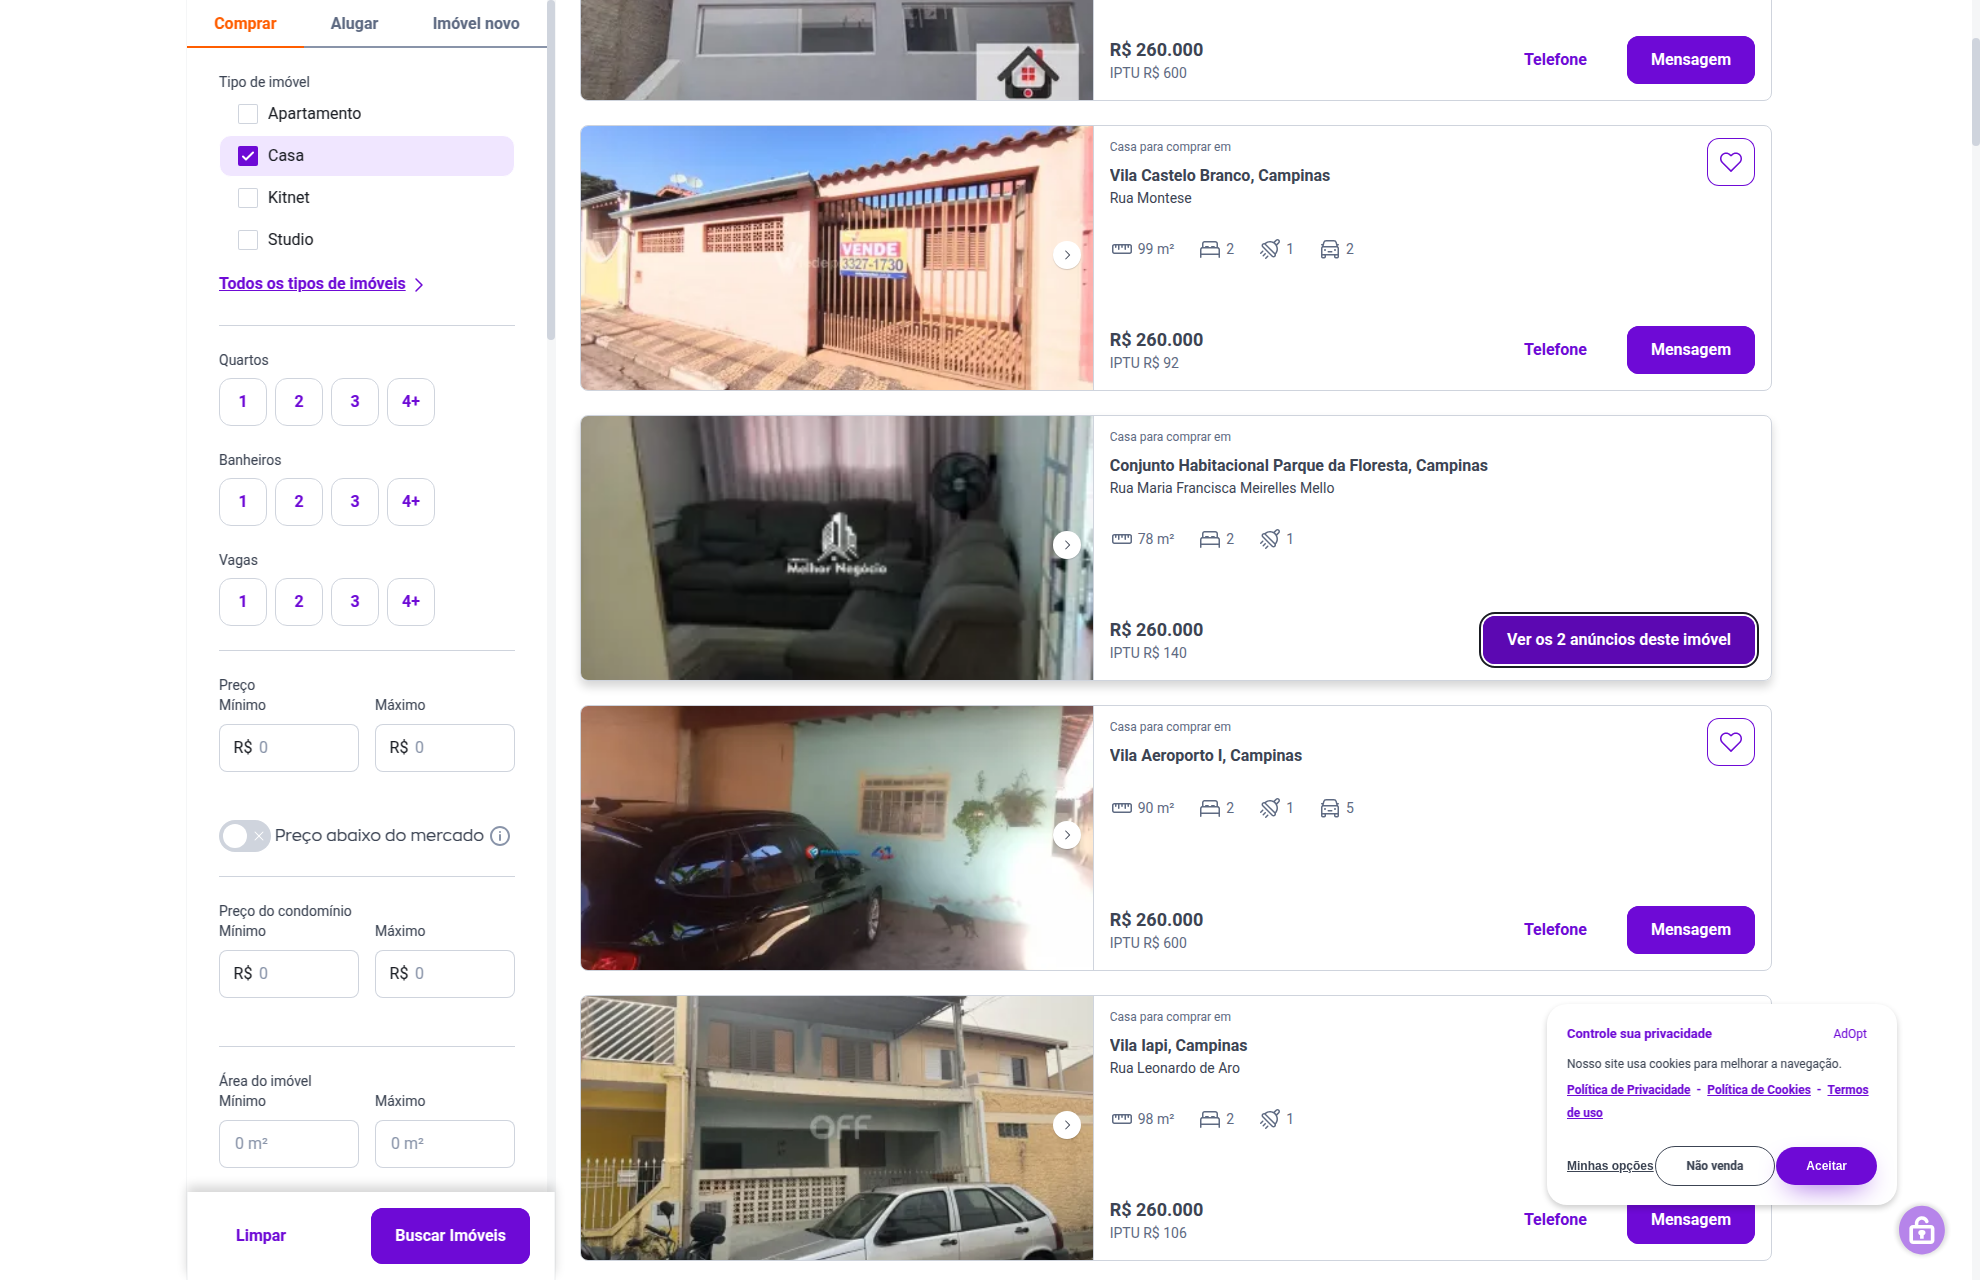 Comprar
Alugar
Imóvel novo
Tipo de imóvel
Apartamento
Casa
Kitnet
Studio
Todos os tipos de imóveis
Quartos
1
2
3
4+
Banheiros
1
2
3
4+
Vagas
1
2
3
4+
Preço
Mínimo
Máximo
R$ 0
R$ 0
Preço abaixo do mercado
Preço do condomínio
Mínimo
Máximo
R$ 0
R$ 0
Área do imóvel
Mínimo
Máximo
0 m²
0 m²
Limpar
Buscar Imóveis
R$ 260.000
IPTU R$ 600
Telefone
Mensagem
VENDE
3327-1730
Casa para comprar em
Vila Castelo Branco, Campinas
Rua Montese
99 m²
2
1
2
R$ 260.000
IPTU R$ 92
Telefone
Mensagem
Melhor Negócio
Casa para comprar em
Conjunto Habitacional Parque da Floresta, Campinas
Rua Maria Francisca Meirelles Mello
78 m²
2
1
R$ 260.000
IPTU R$ 140
Ver os 2 anúncios deste imóvel
Casa para comprar em
Vila Aeroporto I, Campinas
90 m²
2
1
5
R$ 260.000
IPTU R$ 600
Telefone
Mensagem
OFF
Casa para comprar em
Vila Iapi, Campinas
Rua Leonardo de Aro
98 m²
2
1
R$ 260.000
IPTU R$ 106
Telefone
Mensagem
Controle sua privacidade
AdOpt
Nosso site usa cookies para melhorar a navegação.
Política de Privacidade - Política de Cookies - Termos
de uso
Minhas opções
Não venda
Aceitar